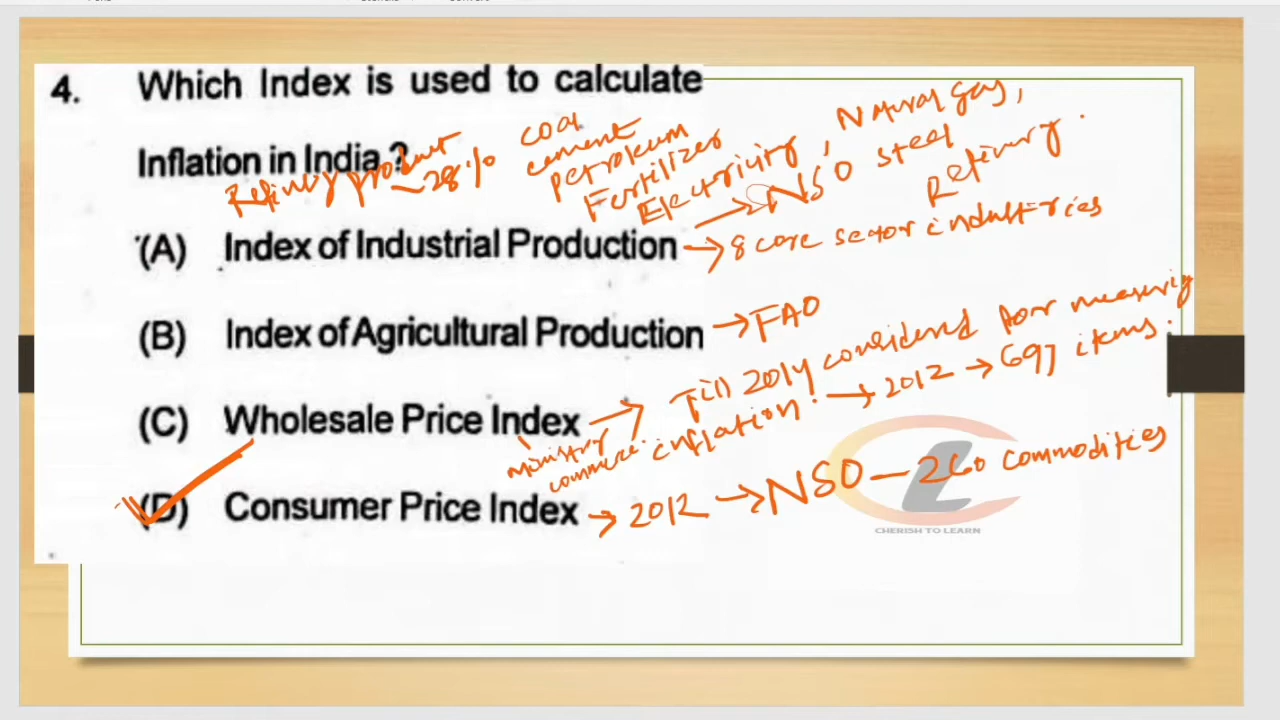 4. Which Index is used to calculate
Inflation in India ?
Refinery product
~28%
coal
cement
petroleum
Fertilizer
Electricity, Natural gas,
steel
Refinery.
(A) Index of Industrial Production
→ NSO
→ 8 core sector industries
(B) Index of Agricultural Production → FAO
(C) Wholesale Price Index
Ministry
commerce.
Till 2014 considered for measuring
inflation. → 2012 → 697 items.
(D) Consumer Price Index → 2012 → NSO – 260 commodities
CL
CHERISH TO LEARN